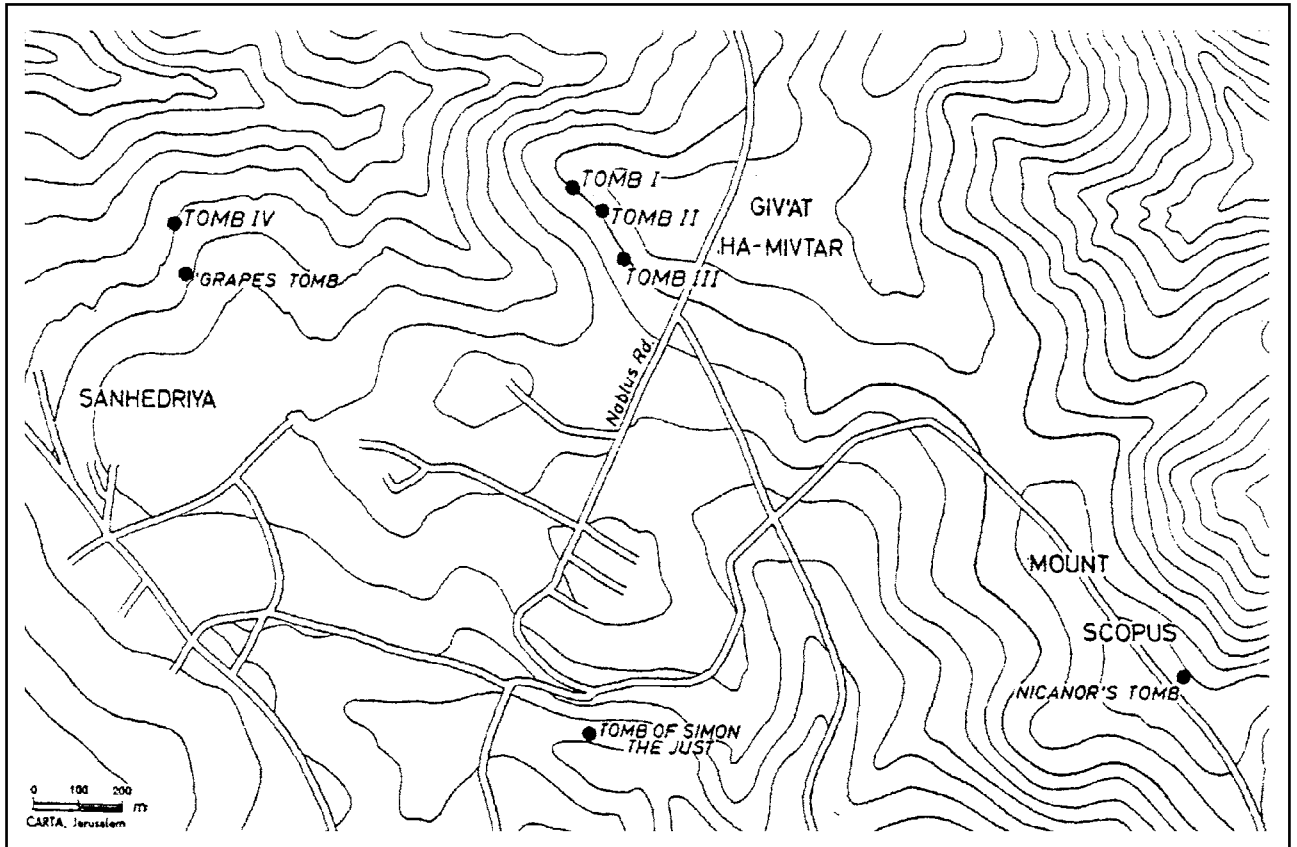 TOMB I
TOMB II
TOMB III
GIV'AT
HA-MIVTAR
TOMB IV
'GRAPES TOMB
Nablus Rd.
SANHEDRIYA
MOUNT
SCOPUS
NICANOR'S TOMB
TOMB OF SIMON
THE JUST
0 100 200
m
CARTA, Jerusalem